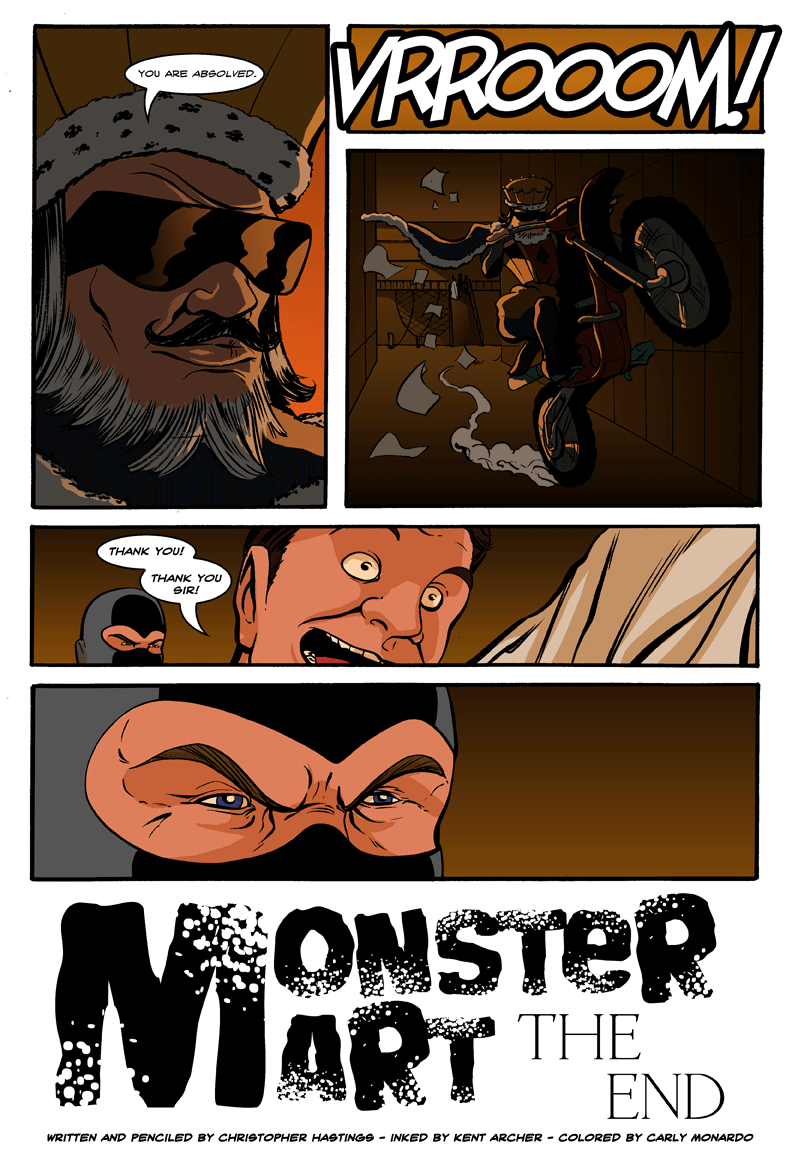 YOU ARE ABSOLVED.
VRROOOM!
THANK YOU!
THANK YOU
SIR!
MONSTER
MART
THE
END
WRITTEN AND PENCILED BY CHRISTOPHER HASTINGS - INKED BY KENT ARCHER - COLORED BY CARLY MONARDO